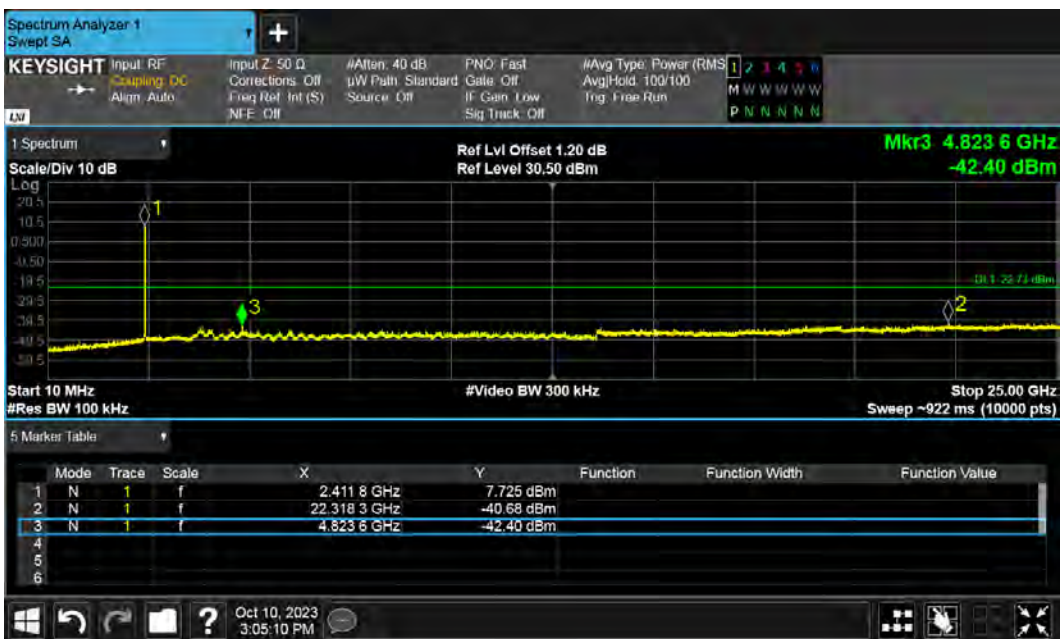 Spectrum Analyzer 1
Swept SA
+
KEYSIGHT Input: RF Input Z: 50 Ω #Atten: 40 dB PNO: Fast #Avg Type: Power (RMS 1 2 3 4 5 6
Coupling: DC Corrections: Off µW Path: Standard Gate: Off Avg|Hold: 100/100 M W W W W W
Align: Auto Freq Ref: Int (S) Source: Off IF Gain: Low Trig: Free Run
LXI NFE: Off Sig Track: Off P N N N N N
1 Spectrum Ref Lvl Offset 1.20 dB Mkr3 4.823 6 GHz
Scale/Div 10 dB Ref Level 30.50 dBm -42.40 dBm
Log
20.5
1
10.5
0.500
-9.50
-19.5
DL1 -22.73 dBm
-29.5
3
2
-39.5
-49.5
-59.5
Start 10 MHz #Video BW 300 kHz Stop 25.00 GHz
#Res BW 100 kHz Sweep ~922 ms (10000 pts)
5 Marker Table
Mode Trace Scale X Y Function Function Width Function Value
1 N 1 f 2.411 8 GHz 7.725 dBm
2 N 1 f 22.318 3 GHz -40.68 dBm
3 N 1 f 4.823 6 GHz -42.40 dBm
4
5
6
? Oct 10, 2023
3:05:10 PM